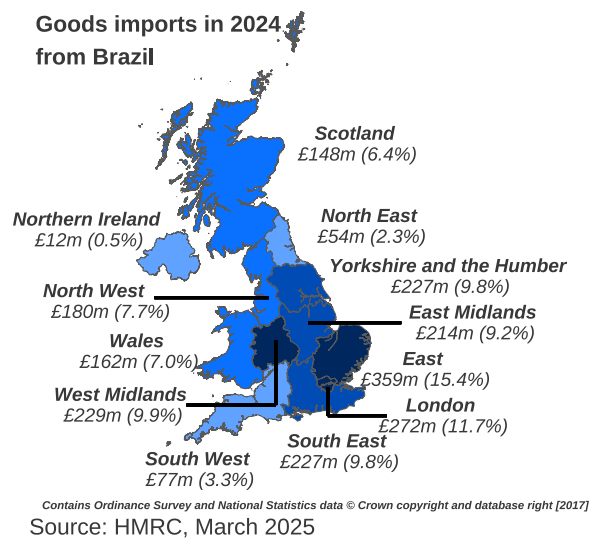 Goods imports in 2024
from Brazil
Scotland
£148m (6.4%)
Northern Ireland
£12m (0.5%)
North East
£54m (2.3%)
Yorkshire and the Humber
£227m (9.8%)
North West
£180m (7.7%)
East Midlands
£214m (9.2%)
Wales
£162m (7.0%)
East
£359m (15.4%)
West Midlands
£229m (9.9%)
London
£272m (11.7%)
South East
£227m (9.8%)
South West
£77m (3.3%)
Contains Ordinance Survey and National Statistics data © Crown copyright and database right [2017]
Source: HMRC, March 2025